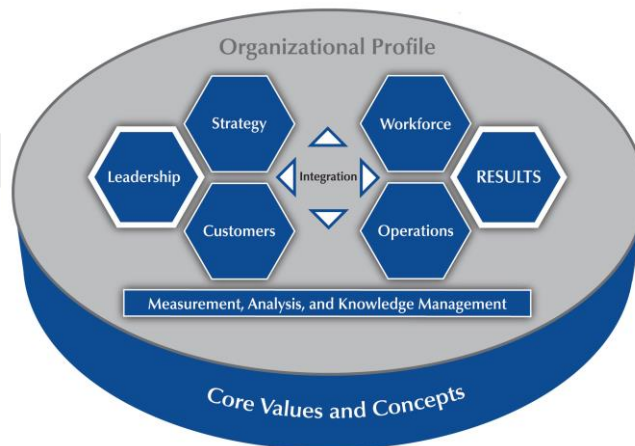 Organizational Profile
Strategy
Workforce
Leadership
Integration
RESULTS
Customers
Operations
Measurement, Analysis, and Knowledge Management
Core Values and Concepts